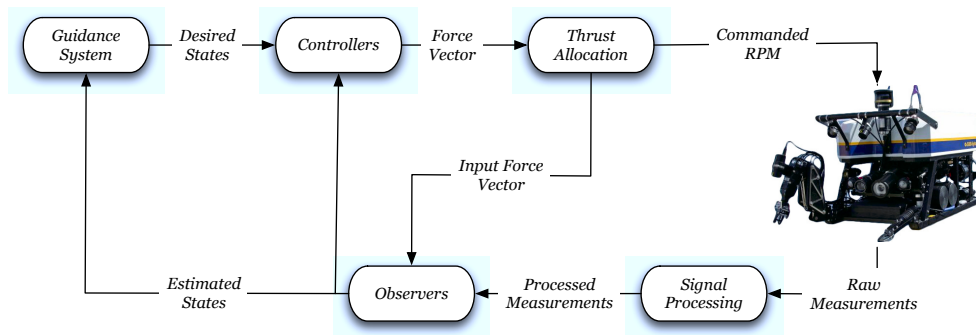 Guidance
System
Desired
States
Controllers
Force
Vector
Thrust
Allocation
Commanded
RPM
Input Force
Vector
Estimated
States
Observers
Processed
Measurements
Signal
Processing
Raw
Measurements